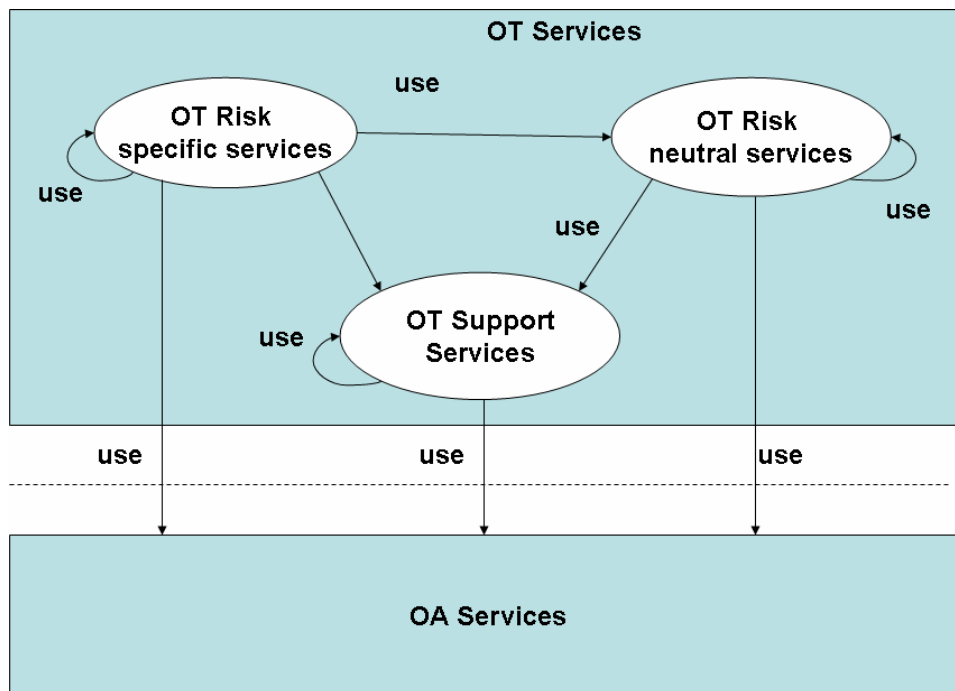 OT Services
use
OT Risk
specific services
OT Risk
neutral services
use
use
use
OT Support
Services
use
use
use
use
OA Services